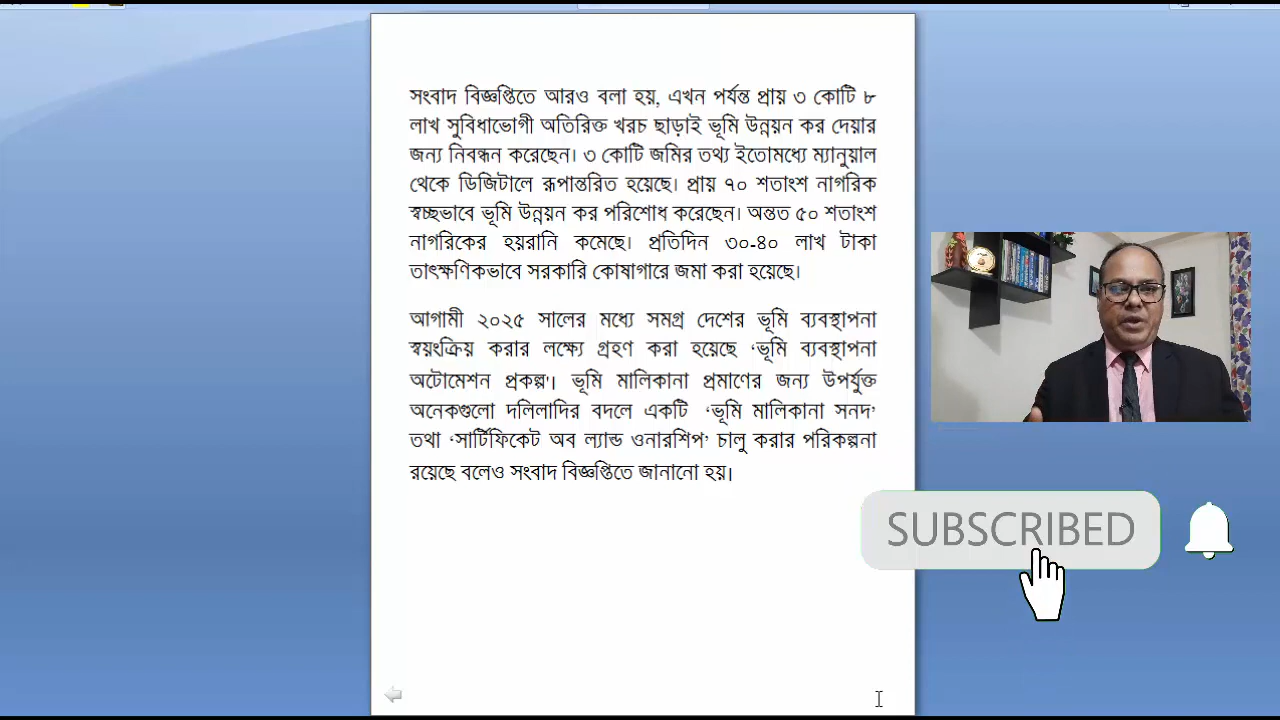 সংবাদ বিজ্ঞপ্তিতে আরও বলা হয়, এখন পর্যন্ত প্রায় ৩ কোটি ৮
লাখ সুবিধাভোগী অতিরিক্ত খরচ ছাড়াই ভূমি উন্নয়ন কর দেয়ার
জন্য নিবন্ধন করেছেন। ৩ কোটি জমির তথ্য ইতোমধ্যে ম্যানুয়াল
থেকে ডিজিটালে রূপান্তরিত হয়েছে। প্রায় ৭০ শতাংশ নাগরিক
স্বচ্ছভাবে ভূমি উন্নয়ন কর পরিশোধ করেছেন। অন্তত ৫০ শতাংশ
নাগরিকের হয়রানি কমেছে। প্রতিদিন ৩০-৪০ লাখ টাকা
তাৎক্ষণিকভাবে সরকারি কোষাগারে জমা করা হয়েছে।
আগামী ২০২৫ সালের মধ্যে সমগ্র দেশের ভূমি ব্যবস্থাপনা
স্বয়ংক্রিয় করার লক্ষ্যে গ্রহণ করা হয়েছে ‘ভূমি ব্যবস্থাপনা
অটোমেশন প্রকল্প'। ভূমি মালিকানা প্রমাণের জন্য উপর্যুক্ত
অনেকগুলো দলিলাদির বদলে একটি ‘ভূমি মালিকানা সনদ’
তথা ‘সার্টিফিকেট অব ল্যান্ড ওনারশিপ’ চালু করার পরিকল্পনা
রয়েছে বলেও সংবাদ বিজ্ঞপ্তিতে জানানো হয়।
SUBSCRIBED